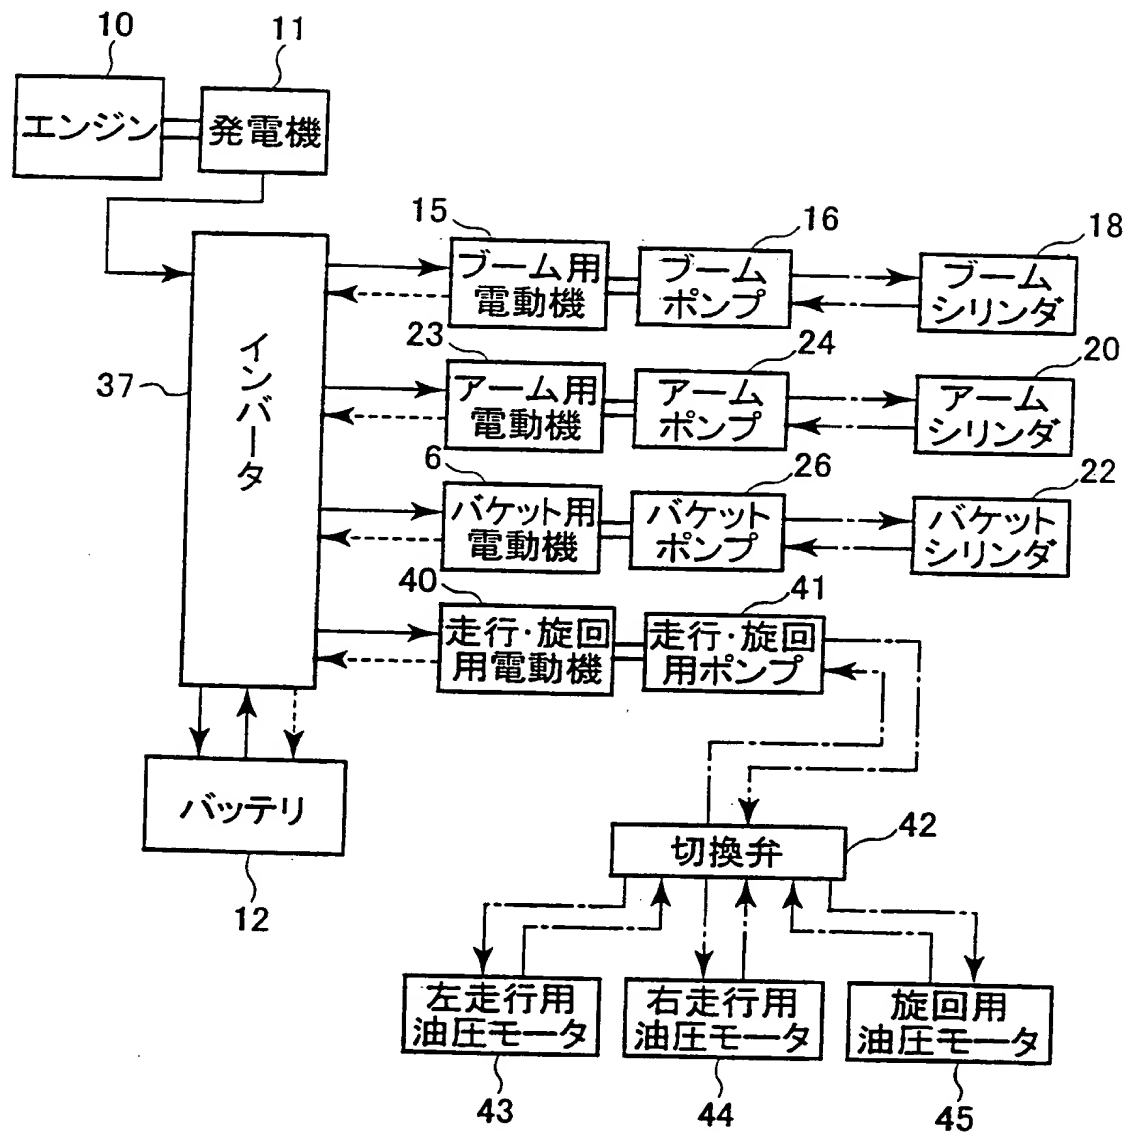 10
11
エンジン
発電機
15
16
18
ブーム用
電動機
ブーム
ポンプ
ブーム
シリンダ
37
インバータ
23
24
20
アーム用
電動機
アーム
ポンプ
アーム
シリンダ
6
26
22
バケット用
電動機
バケット
ポンプ
バケット
シリンダ
40
41
走行・旋回
用電動機
走行・旋回
用ポンプ
バッテリ
12
42
切換弁
左走行用
油圧モータ
右走行用
油圧モータ
旋回用
油圧モータ
43
44
45